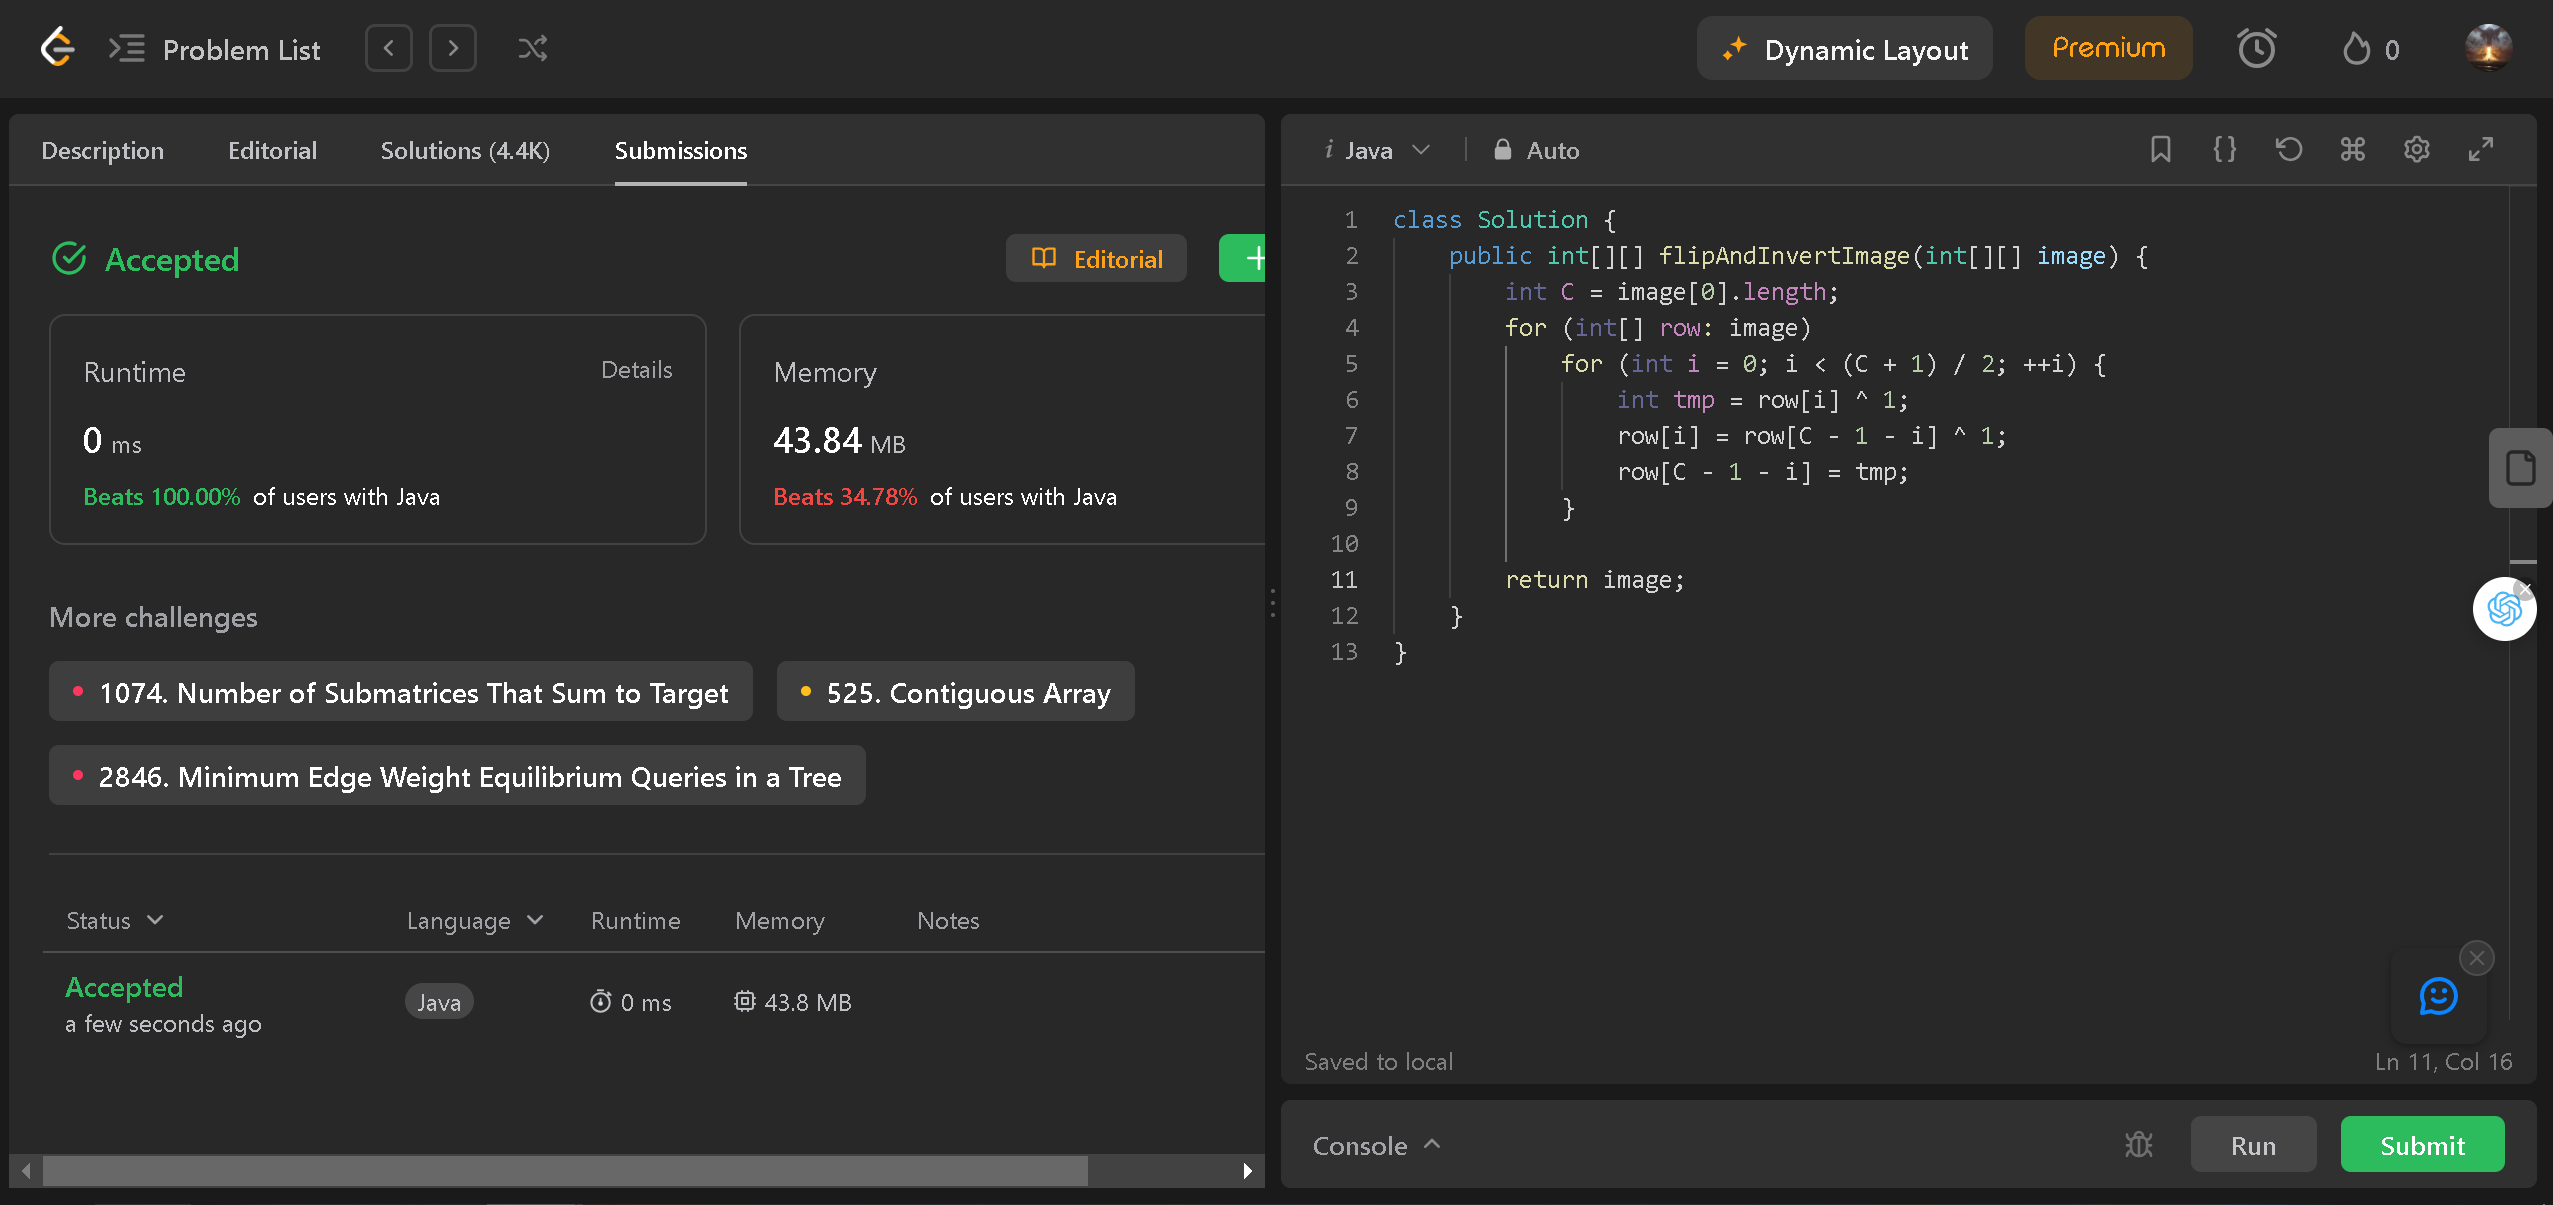 Problem List
Dynamic Layout
Premium
0
Description Editorial Solutions (4.4K) Submissions
Accepted
Editorial
Runtime
Details
0 ms
Beats 100.00% of users with Java
Memory
43.84 MB
Beats 34.78% of users with Java
More challenges
1074. Number of Submatrices That Sum to Target
525. Contiguous Array
2846. Minimum Edge Weight Equilibrium Queries in a Tree
Status Language Runtime Memory Notes
Accepted
a few seconds ago
Java
0 ms
43.8 MB
i Java
Auto
1 class Solution {
2 public int[][] flipAndInvertImage(int[][] image) {
3 int C = image[0].length;
4 for (int[] row: image)
5 for (int i = 0; i < (C + 1) / 2; ++i) {
6 int tmp = row[i] ^ 1;
7 row[i] = row[C - 1 - i] ^ 1;
8 row[C - 1 - i] = tmp;
9 }
10
11 return image;
12 }
13 }
Saved to local
Ln 11, Col 16
Console
Run
Submit